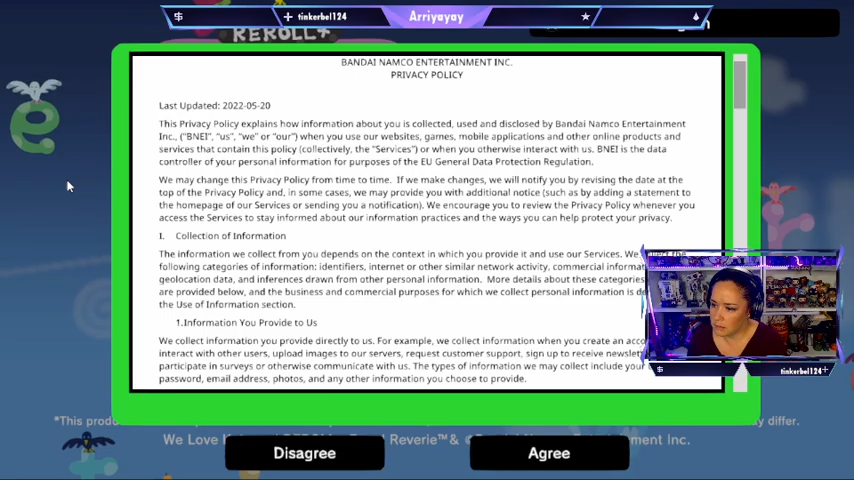 tinkerbel124
Arriyayay
REROLL+
BANDAI NAMCO ENTERTAINMENT INC.
PRIVACY POLICY
Last Updated: 2022-05-20
This Privacy Policy explains how information about you is collected, used and disclosed by Bandai Namco Entertainment
Inc., ("BNEI", "us", "we" or "our") when you use our websites, games, mobile applications and other online products and
services that contain this policy (collectively, the "Services") or when you otherwise interact with us. BNEI is the data
controller of your personal information for purposes of the EU General Data Protection Regulation.
We may change this Privacy Policy from time to time. If we make changes, we will notify you by revising the date at the
top of the Privacy Policy and, in some cases, we may provide you with additional notice (such as by adding a statement to
the homepage of our Services or sending you a notification). We encourage you to review the Privacy Policy whenever you
access the Services to stay informed about our information practices and the ways you can help protect your privacy.
I. Collection of Information
The information we collect from you depends on the context in which you provide it and use our Services. We the
following categories of information: identifiers, internet or other similar network activity, commercial
geolocation data, and inferences drawn from other personal information. More details about these categories
are provided below, and the business and commercial purposes for which we collect personal information is
the Use of Information section.
1.Information You Provide to Us
We collect information you provide directly to us. For example, we collect information when you create an
interact with other users, upload images to our servers, request customer support, sign up to receive
participate in surveys or otherwise communicate with us. The types of information we may collect include your
password, email address, photos, and any other information you choose to provide.
tinkerbel124
*This may differ.
We Love REROLL+ Reverie™& Entertainment Inc.
Disagree
Agree